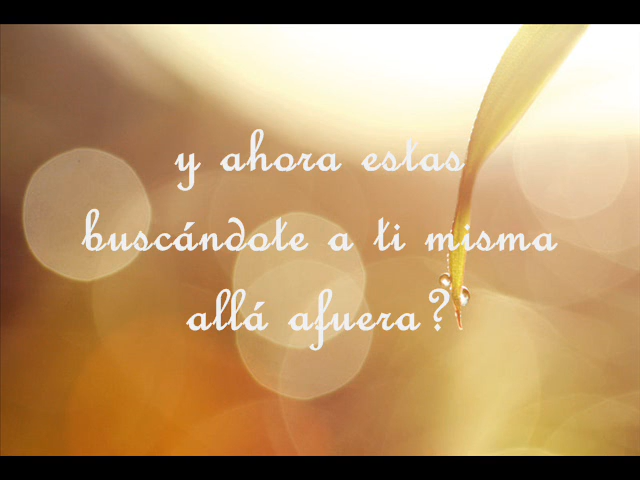 y ahora estas
buscándote a ti misma
allá afuera?